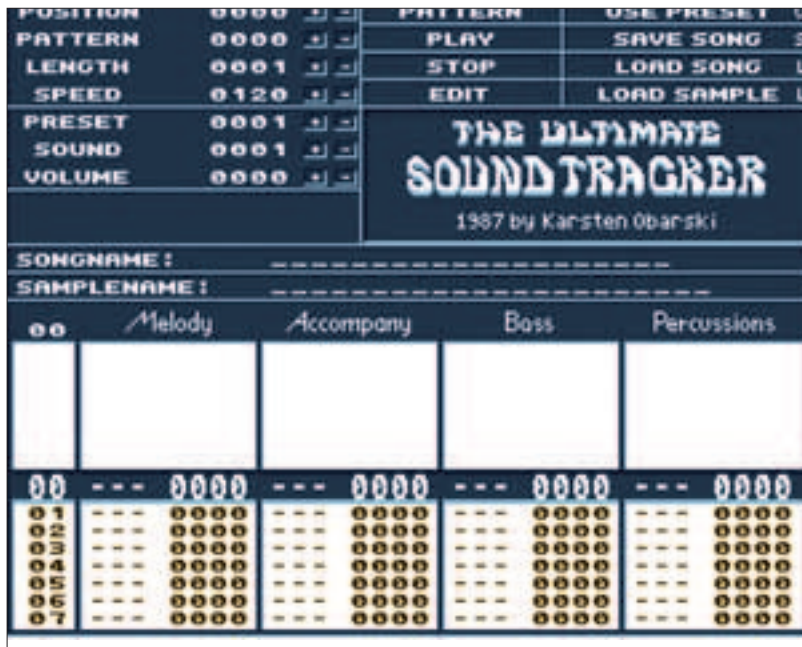 POSITION 0000 + - PATTERN USE PRESET
PATTERN 0000 + - PLAY SAVE SONG
LENGTH 0001 + - STOP LOAD SONG
SPEED 0120 + - EDIT LOAD SAMPLE
PRESET 0001 + -
SOUND 0001 + -
VOLUME 0000 + -
THE ULTIMATE
SOUNDTRACKER
1987 by Karsten Obarski
SONGNAME: ____________________
SAMPLENAME: ______________________
00 Melody Accompany Bass Percussions
00 --- 0000 --- 0000 --- 0000 --- 0000
01 --- 0000 --- 0000 --- 0000 --- 0000
02 --- 0000 --- 0000 --- 0000 --- 0000
03 --- 0000 --- 0000 --- 0000 --- 0000
04 --- 0000 --- 0000 --- 0000 --- 0000
05 --- 0000 --- 0000 --- 0000 --- 0000
06 --- 0000 --- 0000 --- 0000 --- 0000
07 --- 0000 --- 0000 --- 0000 --- 0000